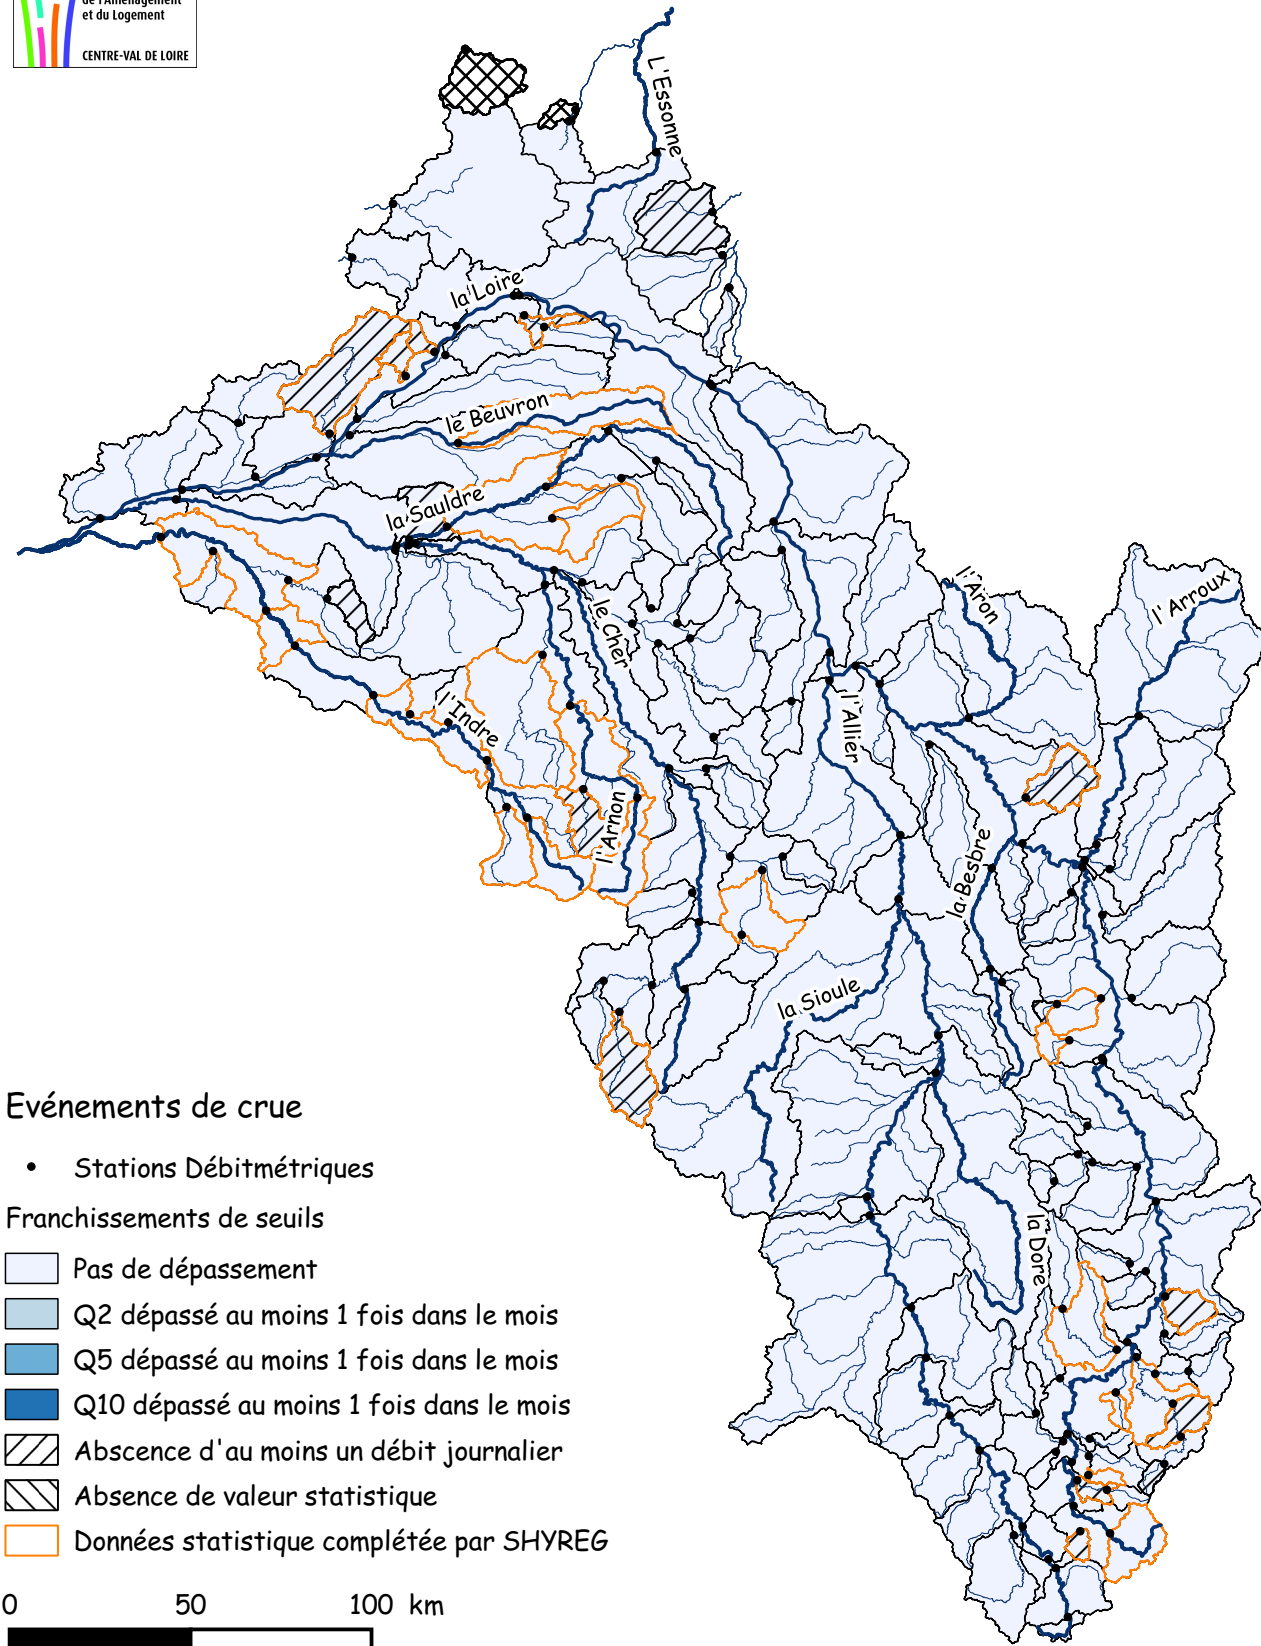 de l'Aménagement
et du Logement
CENTRE-VAL DE LOIRE
L'Essonne
la Loire
le Beuvron
la Sauldre
le Cher
l'Aron
l'Arroux
l'Indre
l'Allier
l'Arnon
la Besbre
la Sioule
la Dore
Evénements de crue
Stations Débitmétriques
Franchissements de seuils
Pas de dépassement
Q2 dépassé au moins 1 fois dans le mois
Q5 dépassé au moins 1 fois dans le mois
Q10 dépassé au moins 1 fois dans le mois
Abscence d'au moins un débit journalier
Absence de valeur statistique
Données statistique complétée par SHYREG
0 50 100 km